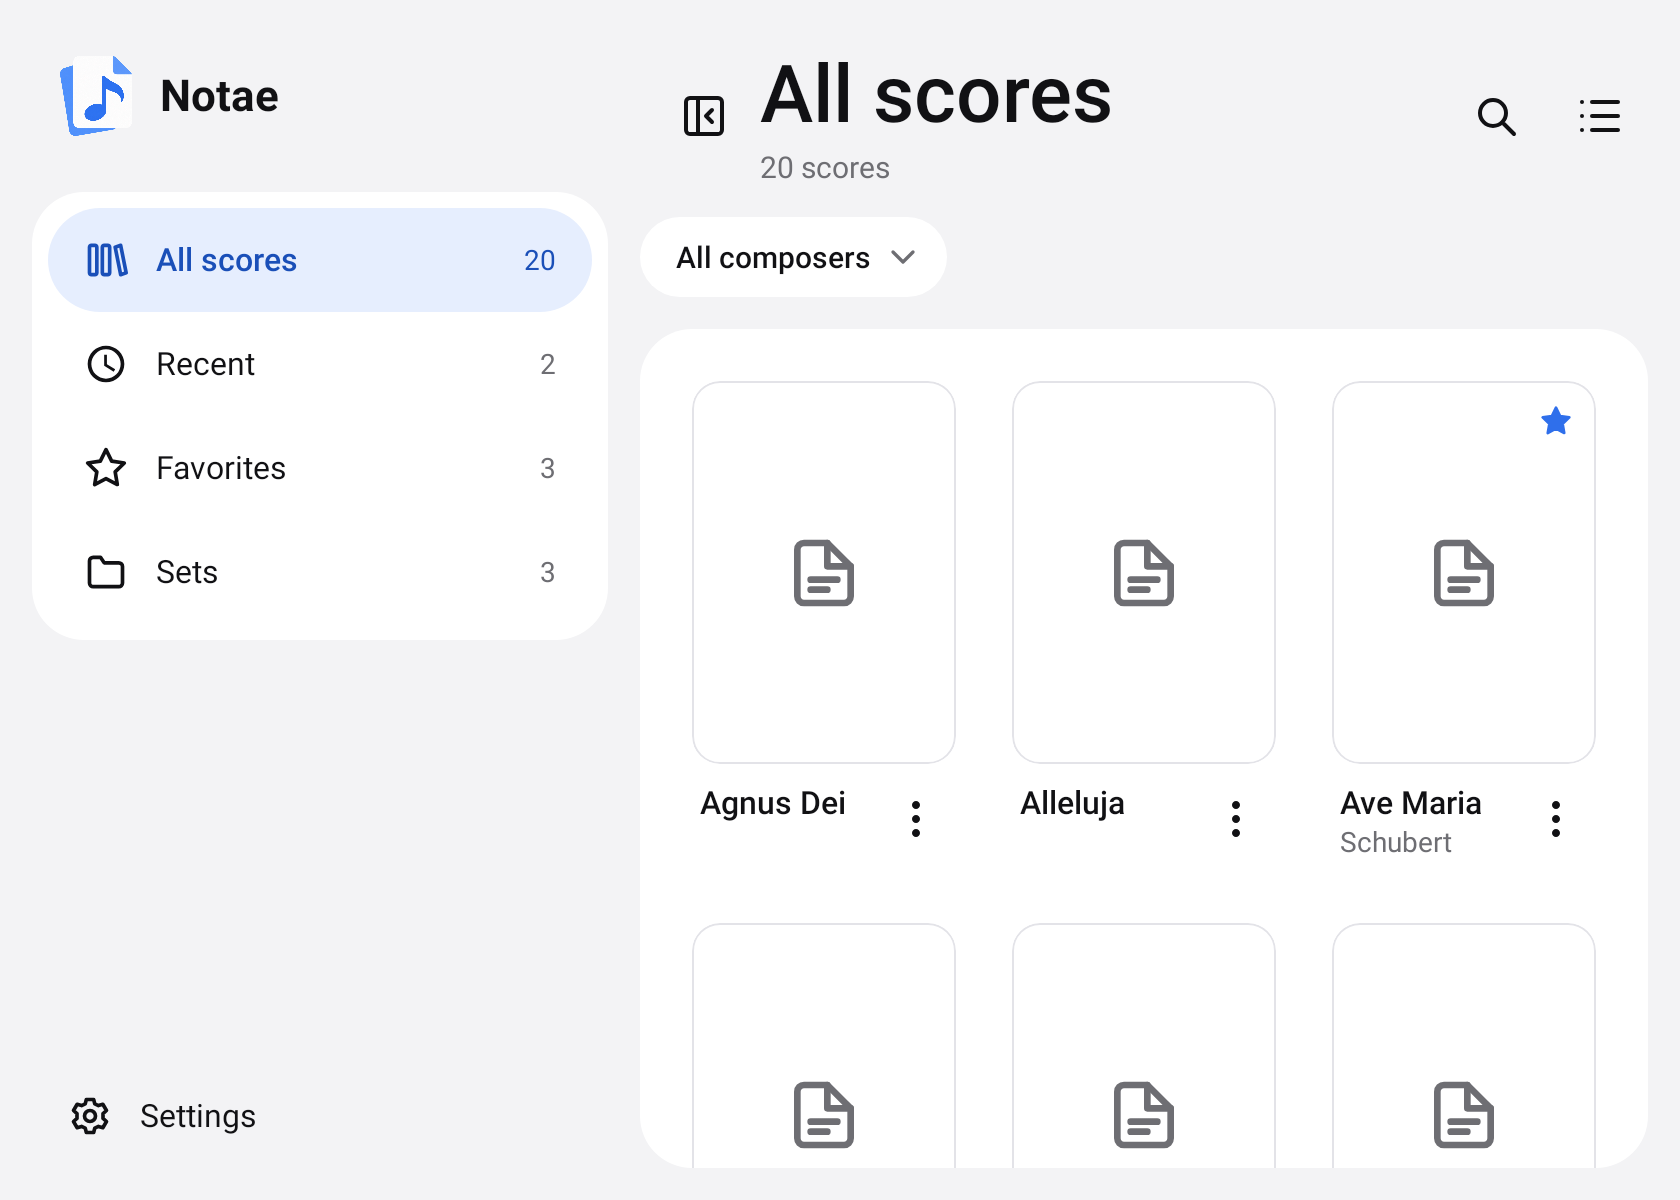 Notae
All scores
20 scores
All scores 20
Recent 2
Favorites 3
Sets 3
Settings
All composers
Agnus Dei
Alleluja
Ave Maria
Schubert